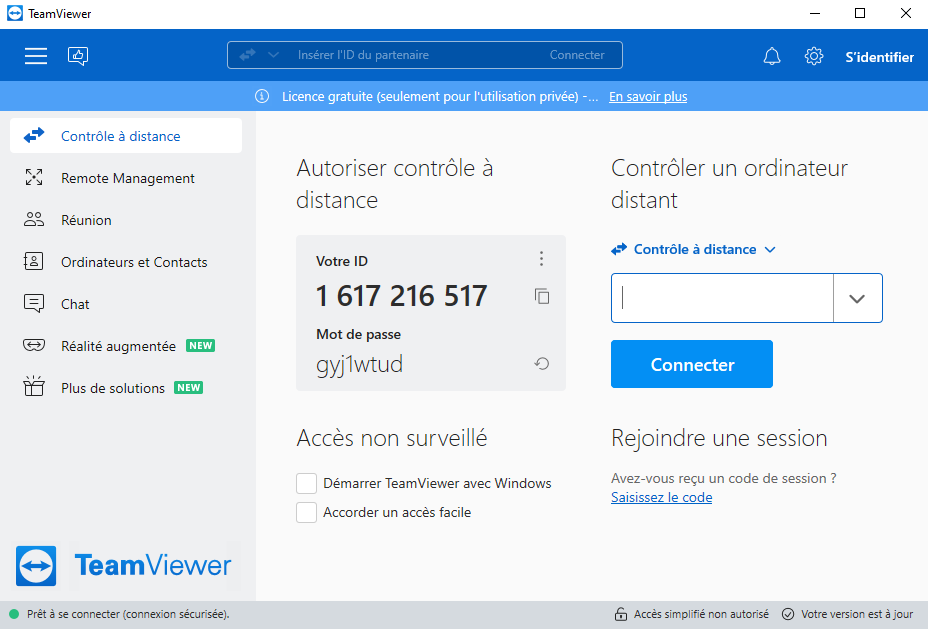 TeamViewer
Insérer l'ID du partenaire
Connecter
S'identifier
Licence gratuite (seulement pour l'utilisation privée) -... En savoir plus
Contrôle à distance
Remote Management
Réunion
Ordinateurs et Contacts
Chat
Réalité augmentée NEW
Plus de solutions NEW
TeamViewer
Autoriser contrôle à
distance
Votre ID
1 617 216 517
Mot de passe
gyj1wtud
Accès non surveillé
Démarrer TeamViewer avec Windows
Accorder un accès facile
Contrôler un ordinateur
distant
Contrôle à distance
Connecter
Rejoindre une session
Avez-vous reçu un code de session ?
Saisissez le code
Prêt à se connecter (connexion sécurisée).
Accès simplifié non autorisé
Votre version est à jour